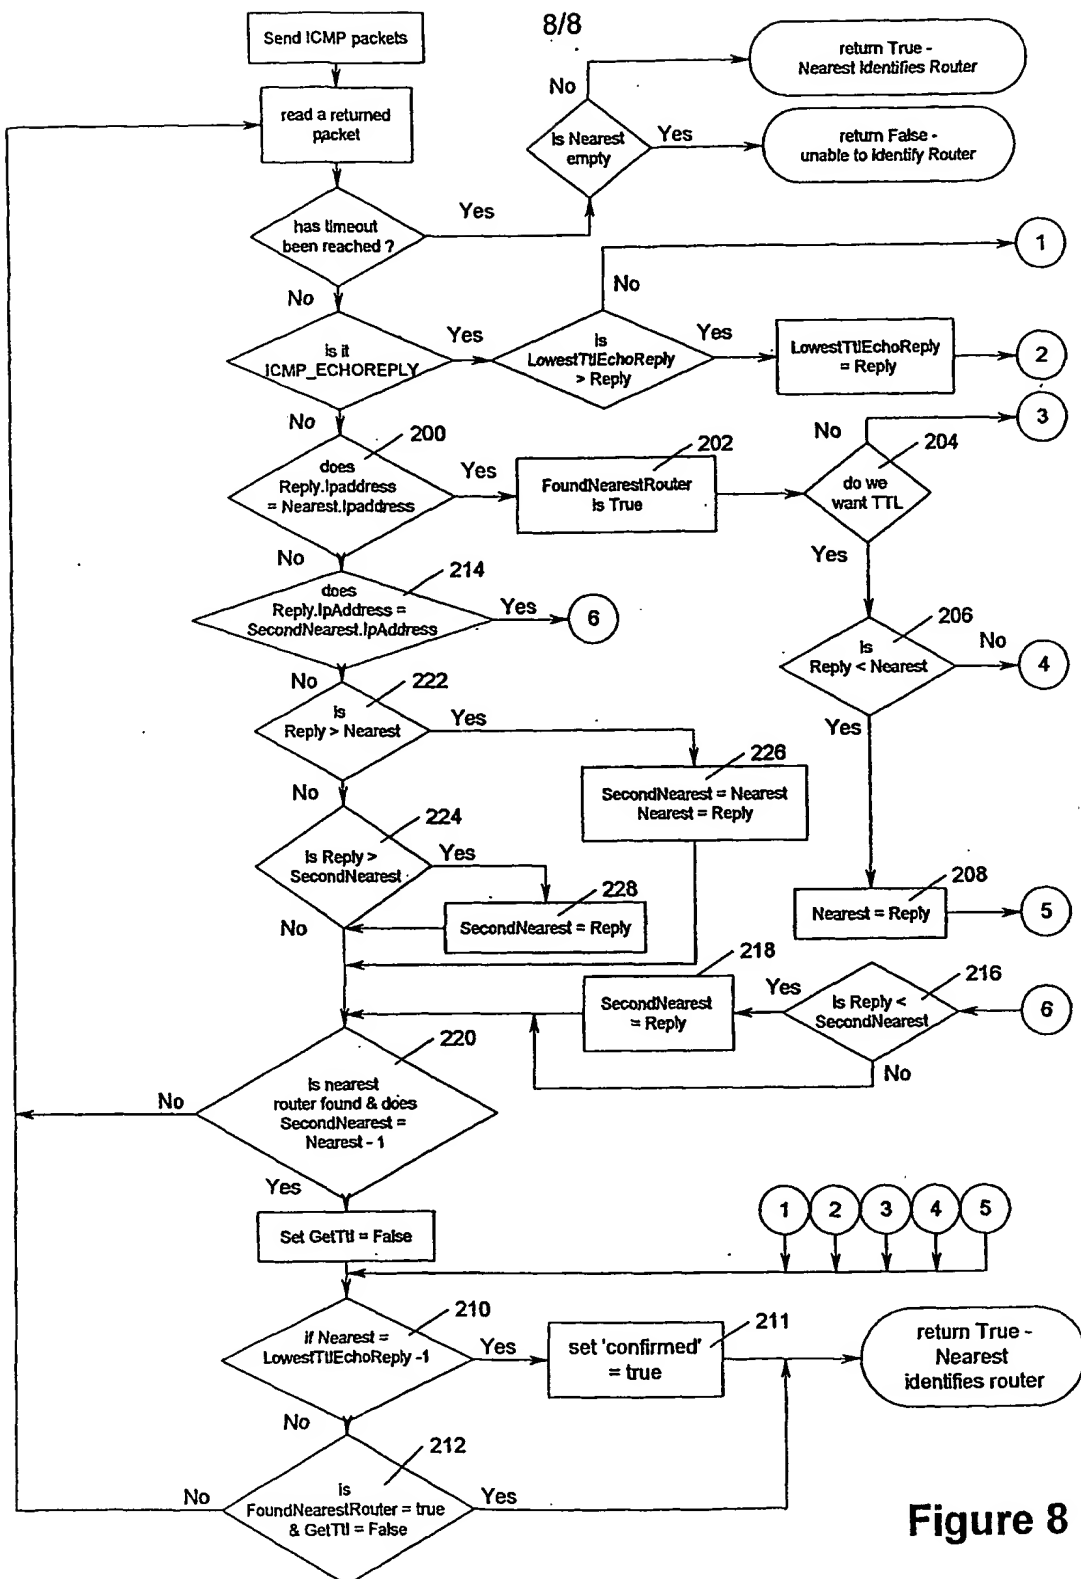 8/8
Send ICMP packets
return True -
Nearest Identifies Router
No
read a returned
packet
Is Nearest
empty
Yes
return False -
unable to Identify Router
has timeout
been reached ?
Yes
No
1
No
is it
ICMP_ECHOREPLY
Yes
is
LowestTtlEchoReply
> Reply
Yes
LowestTtlEchoReply
= Reply
2
No
3
200
does
Reply.Ipaddress
= Nearest.Ipaddress
Yes
202
FoundNearestRouter
is True
No
204
do we
want TTL
Yes
No
214
does
Reply.IpAddress =
SecondNearest.IpAddress
Yes
6
206
is
Reply < Nearest
No
4
Yes
No
222
is
Reply > Nearest
Yes
226
SecondNearest = Nearest
Nearest = Reply
No
224
Is Reply >
SecondNearest
Yes
228
SecondNearest = Reply
No
208
Nearest = Reply
5
218
SecondNearest
= Reply
Yes
216
Is Reply <
SecondNearest
6
No
220
Is nearest
router found & does
SecondNearest =
Nearest - 1
No
Yes
Set GetTtl = False
1
2
3
4
5
210
if Nearest =
LowestTtlEchoReply -1
Yes
211
set 'confirmed'
= true
return True -
Nearest
identifies router
No
212
is
FoundNearestRouter = true
& GetTtl = False
No
Yes
Figure 8